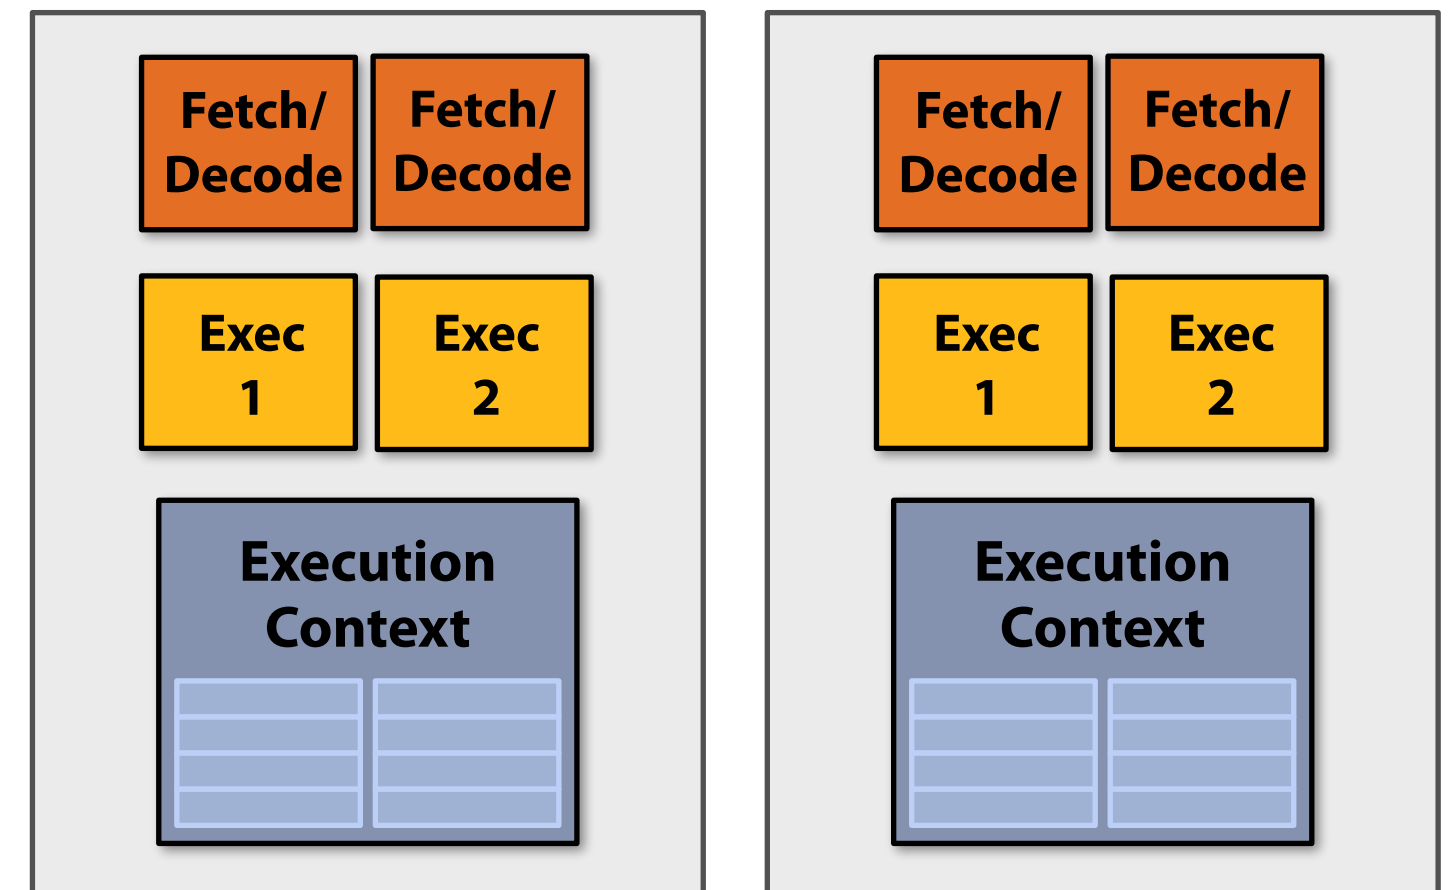 Fetch/
Decode
Fetch/
Decode
Exec
1
Exec
2
Execution
Context
Fetch/
Decode
Fetch/
Decode
Exec
1
Exec
2
Execution
Context